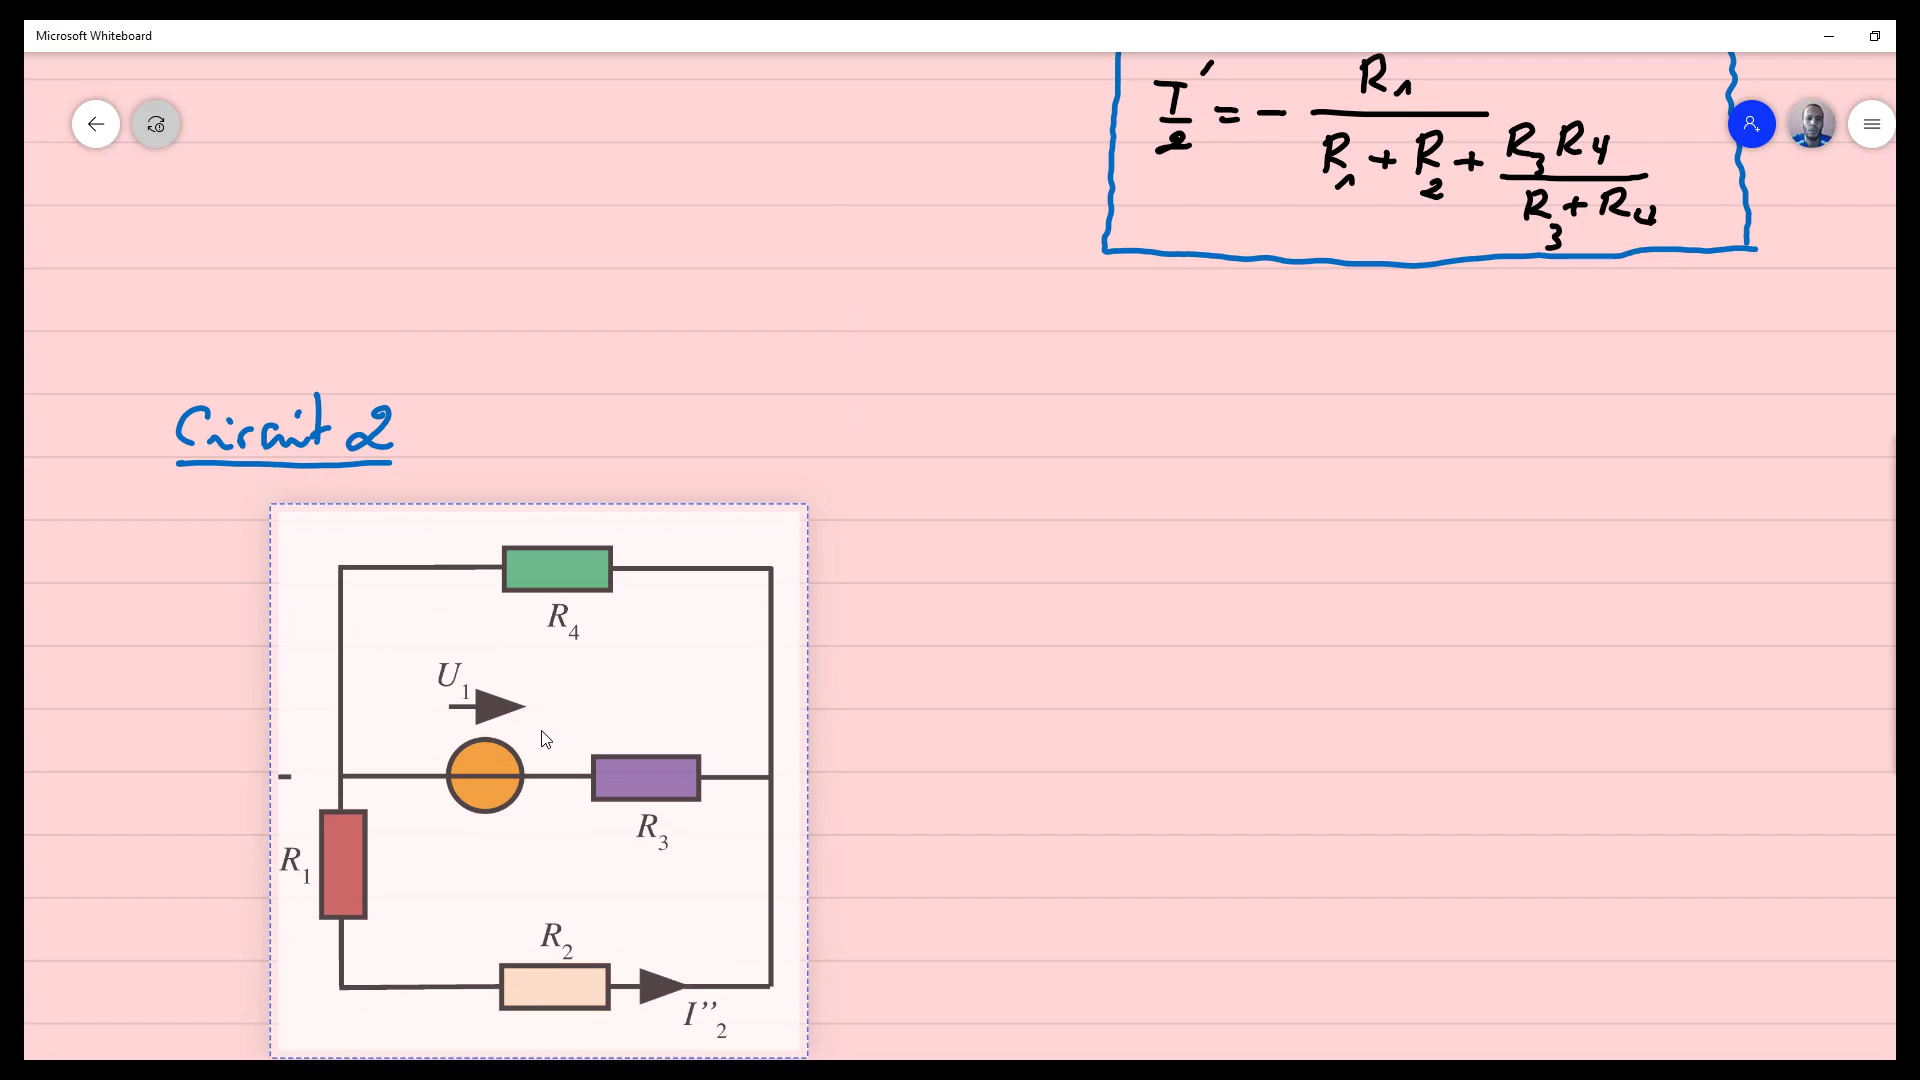 Microsoft Whiteboard
I'₂ = - R₁ / (R₁ + R₂ + R₃R₄ / (R₃ + R₄))
Circuit 2
R₄
U₁
R₃
R₁
R₂
I’’₂